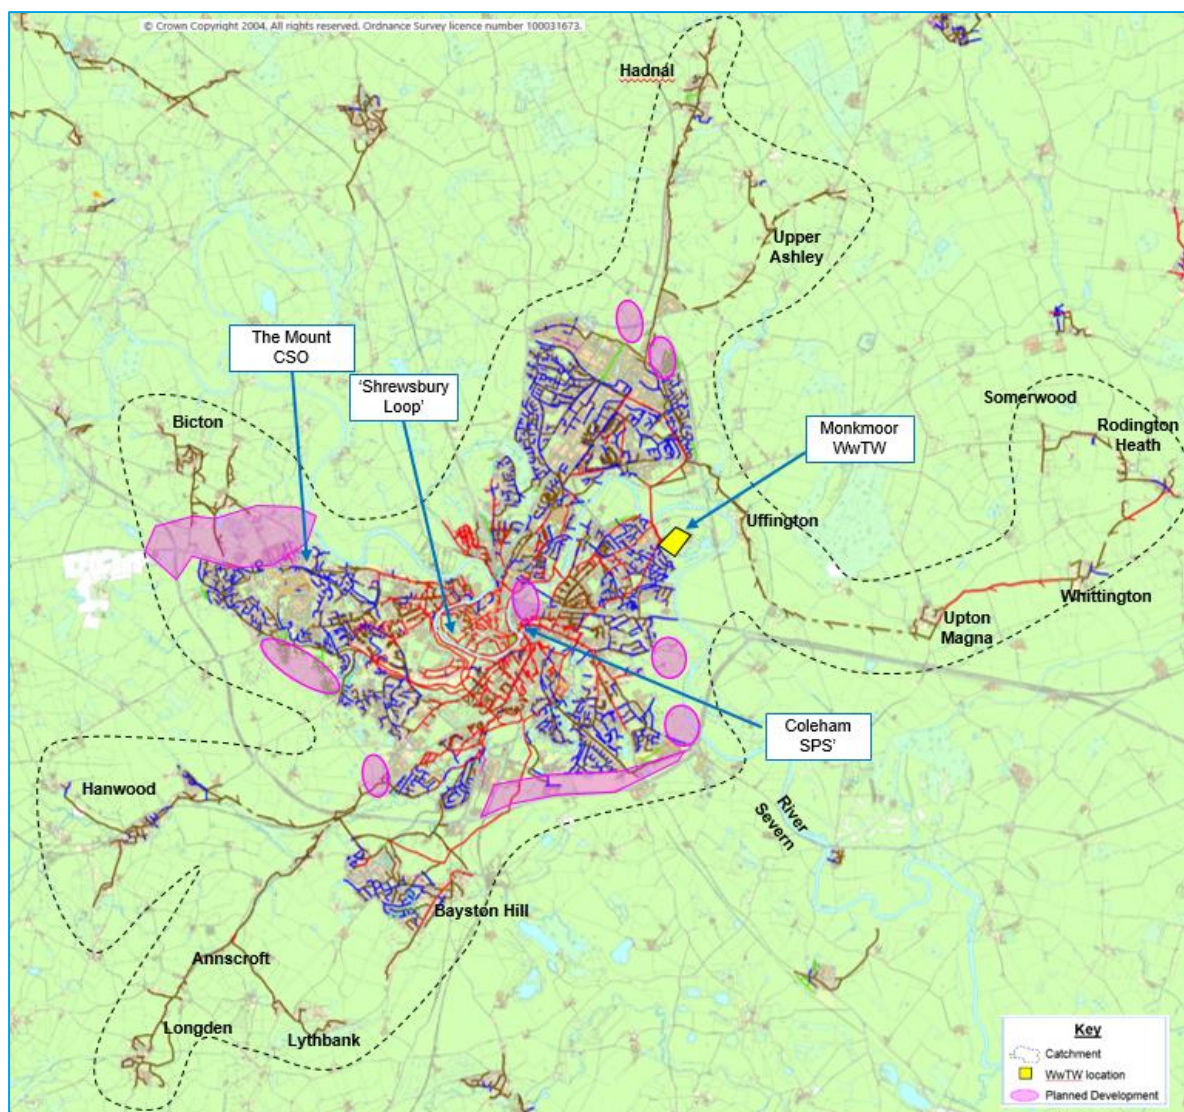 © Crown Copyright 2004. All rights reserved. Ordnance Survey licence number 100031673.
Hadnal
Upper
Ashley
The Mount
CSO
'Shrewsbury
Loop'
Bicton
Monkmoor
WwTW
Somerwood
Rodington
Heath
Uffington
Whittington
Upton
Magna
Coleham
SPS'
Hanwood
River
Severn
Bayston Hill
Annscroft
Longden
Lythbank
Key
Catchment
WwTW location
Planned Development